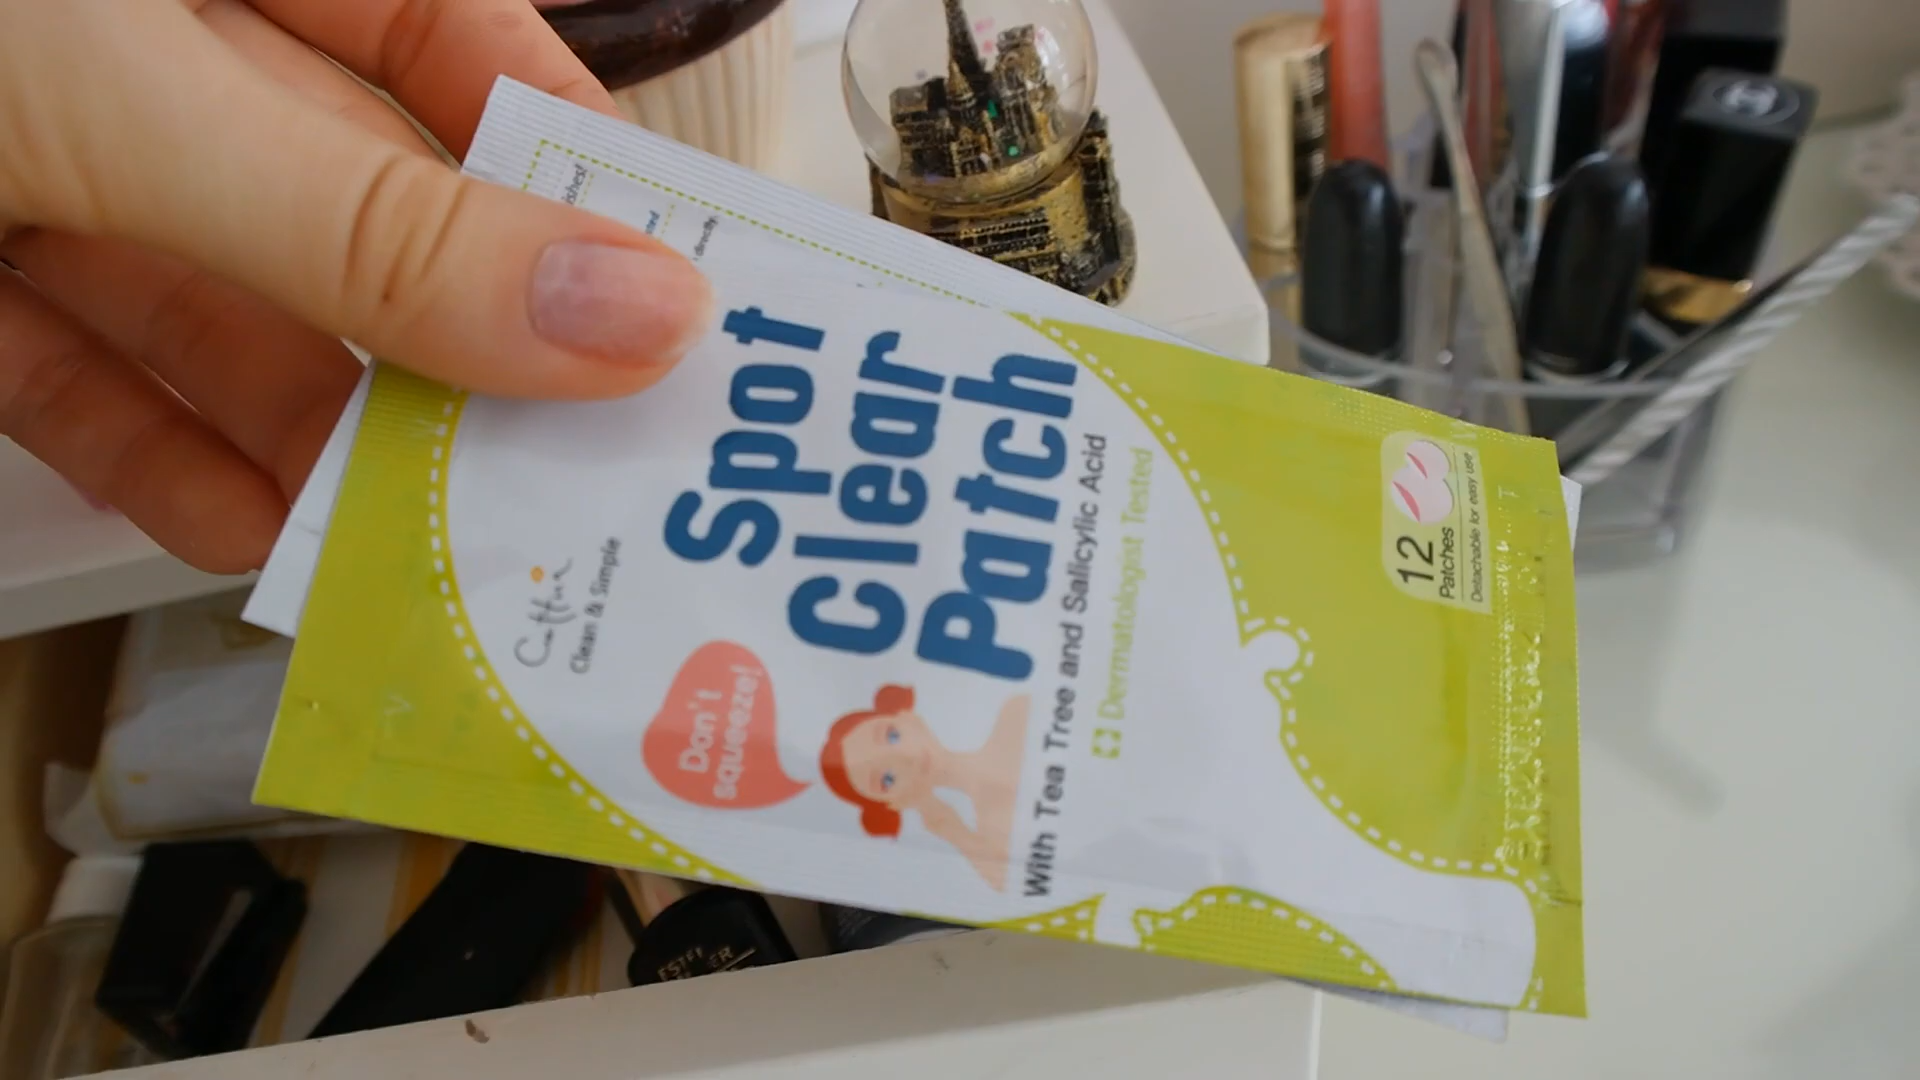 Cettua
Clean & Simple
Spot
Clear
Patch
With Tea Tree and Salicylic Acid
Dermatologist Tested
Don't
squeeze!
12
Patches
Detachable for easy use
directly.